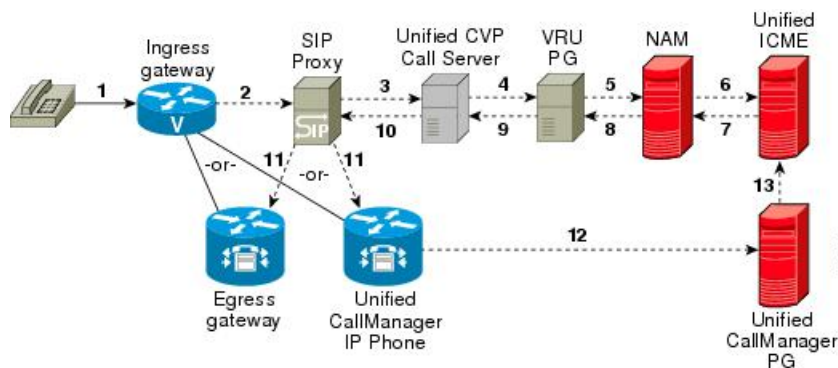 Ingress
gateway
SIP
Proxy
Unified CVP
Call Server
VRU
PG
NAM
Unified
ICME
1
2
3
4
5
6
V
SIP
10
9
8
7
11
11
-or-
-or-
13
12
Egress
gateway
Unified
CallManager
IP Phone
Unified
CallManager
PG